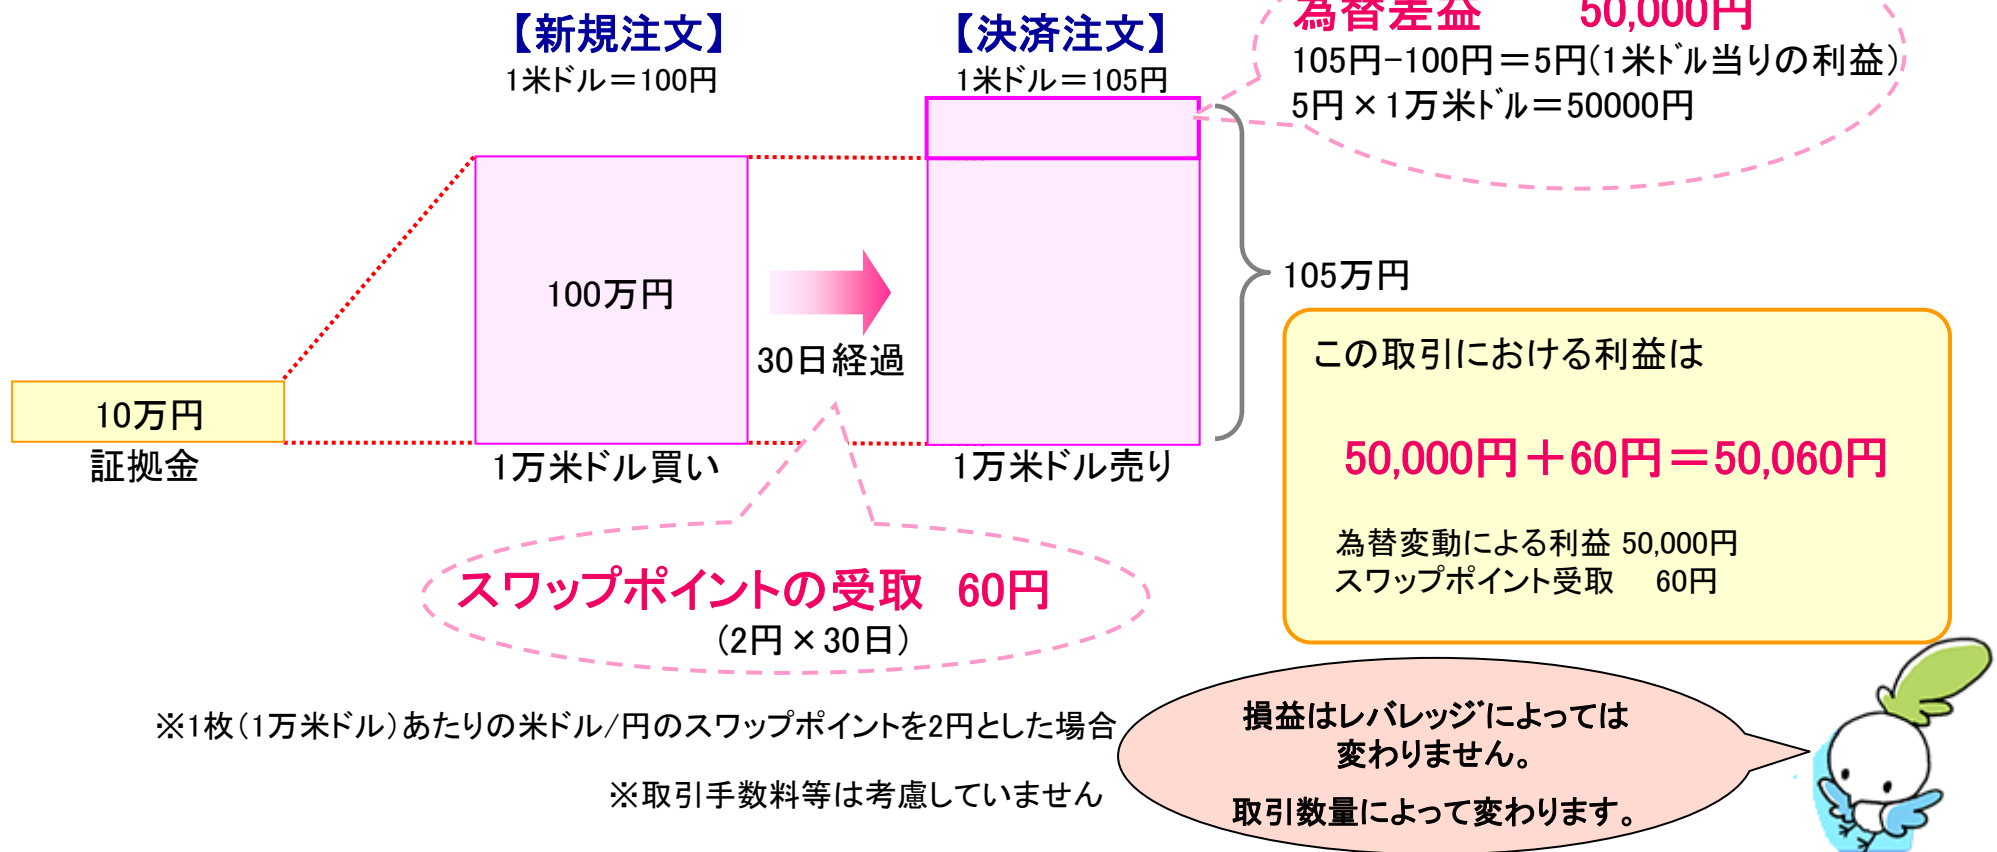 【新規注文】
1米ドル＝100円
【決済注文】
1米ドル＝105円
為替差益　50,000円
105円−100円＝5円(1米ﾄﾞﾙ当りの利益)
5円×1万米ﾄﾞﾙ＝50000円
100万円
30日経過
105万円
10万円
証拠金
1万米ドル買い
1万米ドル売り
この取引における利益は
50,000円＋60円＝50,060円
為替変動による利益 50,000円
スワップポイント受取　60円
スワップポイントの受取　60円
（2円×30日）
※1枚（1万米ドル）あたりの米ドル/円のスワップポイントを2円とした場合
※取引手数料等は考慮していません
損益はレバレッジによっては
変わりません。
取引数量によって変わります。